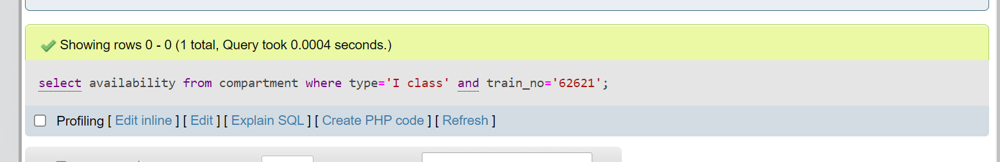 Showing rows 0 - 0 (1 total, Query took 0.0004 seconds.)
select availability from compartment where type='I class' and train_no='62621';
Profiling [ Edit inline ] [ Edit ] [ Explain SQL ] [ Create PHP code ] [ Refresh ]